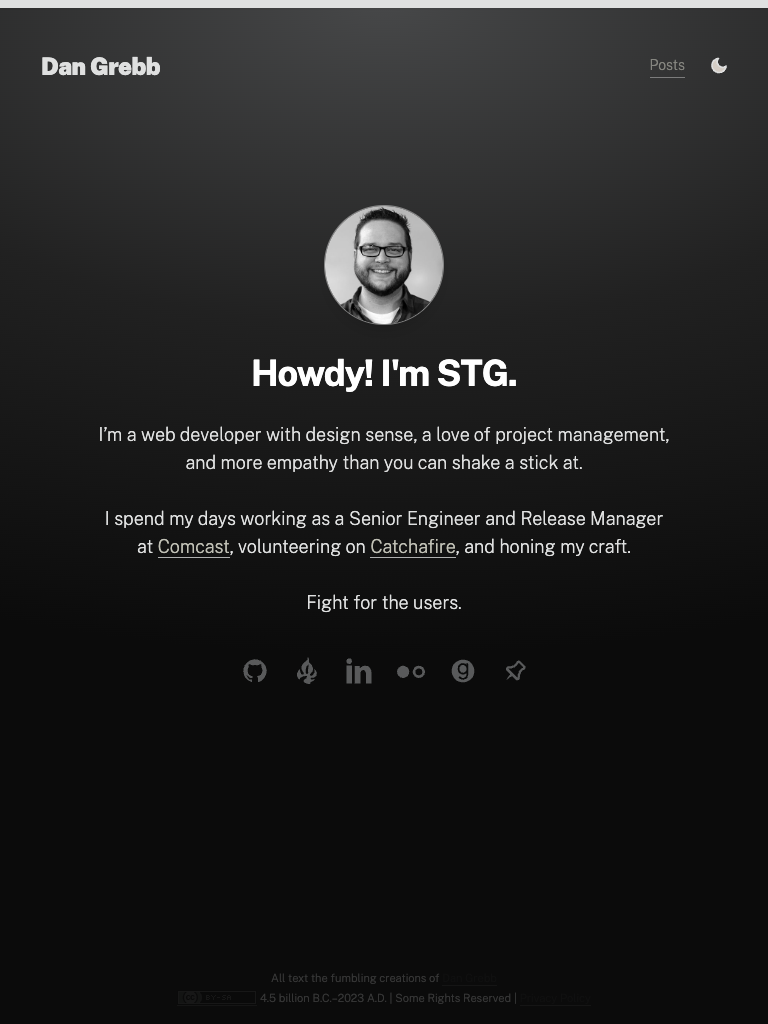 Dan Grebb
Posts
Howdy! I'm STG.
I’m a web developer with design sense, a love of project management,
and more empathy than you can shake a stick at.
I spend my days working as a Senior Engineer and Release Manager
at Comcast, volunteering on Catchafire, and honing my craft.
Fight for the users.
in
g
All text the fumbling creations of
4.5 billion B.C.–2023 A.D. | Some Rights Reserved |